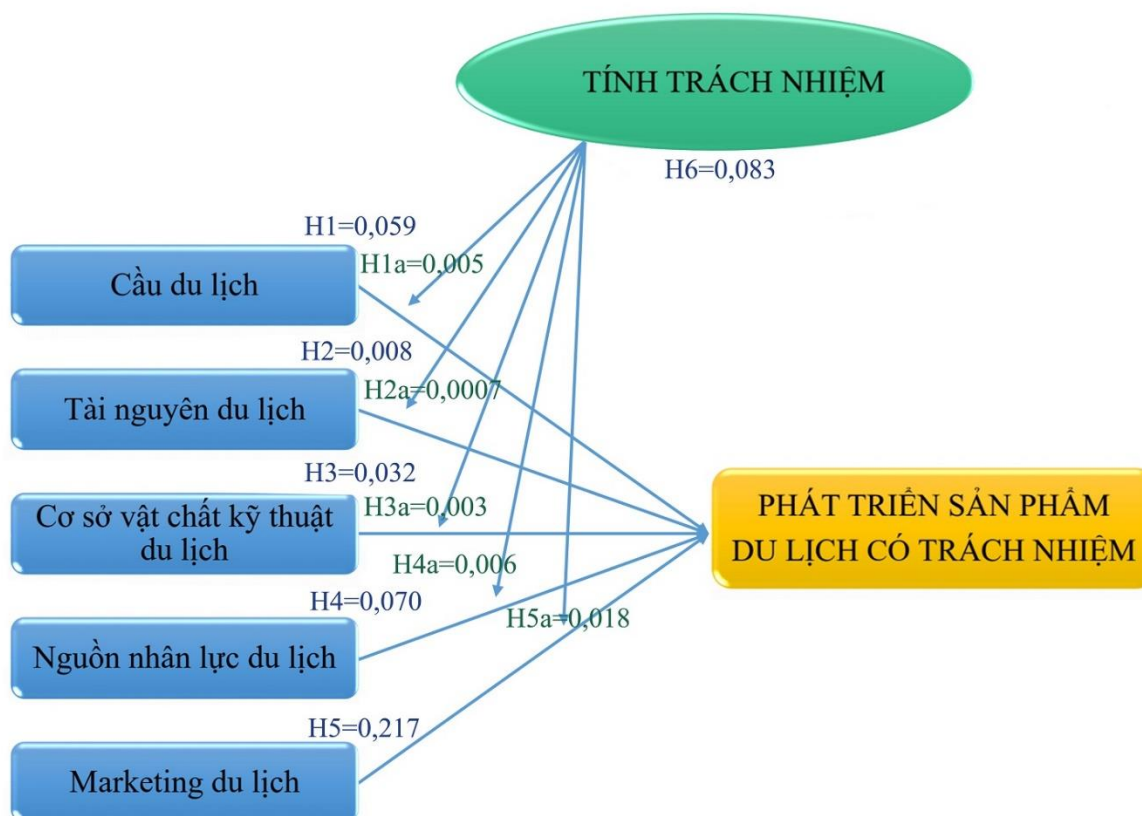 TÍNH TRÁCH NHIỆM
H6=0,083
H1=0,059
H1a=0,005
Cầu du lịch
H2=0,008
H2a=0,0007
Tài nguyên du lịch
H3=0,032
H3a=0,003
Cơ sở vật chất kỹ thuật
du lịch
PHÁT TRIỂN SẢN PHẨM
DU LỊCH CÓ TRÁCH NHIỆM
H4a=0,006
H4=0,070
H5a=0,018
Nguồn nhân lực du lịch
H5=0,217
Marketing du lịch